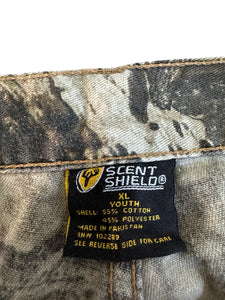 SCENT
SHIELD®
XL
YOUTH
SHELL: 55% COTTON
45% POLYESTER
MADE IN PAKISTAN
RN# 102289
SEE REVERSE SIDE FOR CARE